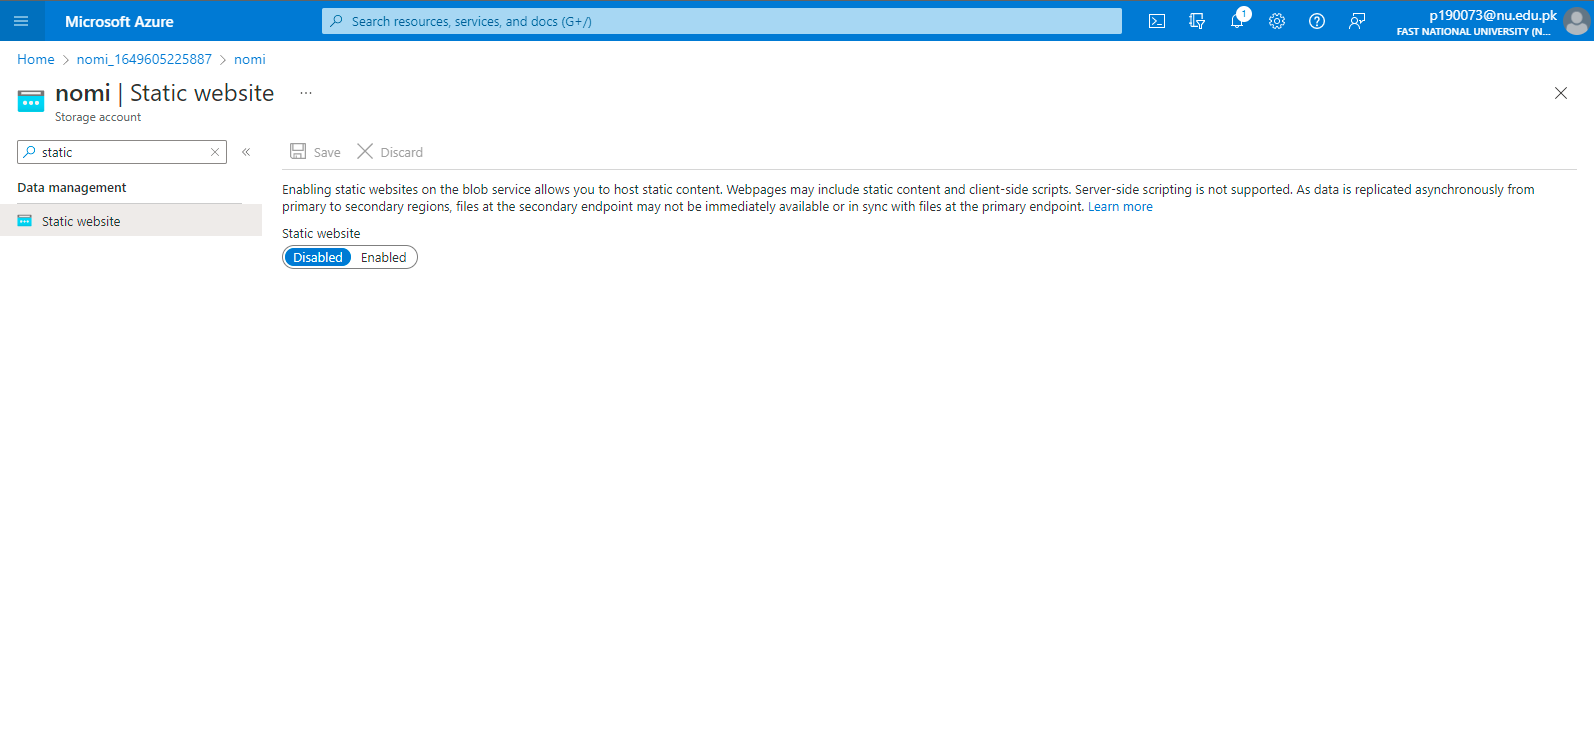 Microsoft Azure
Search resources, services, and docs (G+/)
1
p190073@nu.edu.pk
FAST NATIONAL UNIVERSITY (N...
Home > nomi_1649605225887 > nomi
nomi | Static website ...
Storage account
static
Save Discard
Data management
Static website
Enabling static websites on the blob service allows you to host static content. Webpages may include static content and client-side scripts. Server-side scripting is not supported. As data is replicated asynchronously from
primary to secondary regions, files at the secondary endpoint may not be immediately available or in sync with files at the primary endpoint. Learn more
Static website
Disabled Enabled